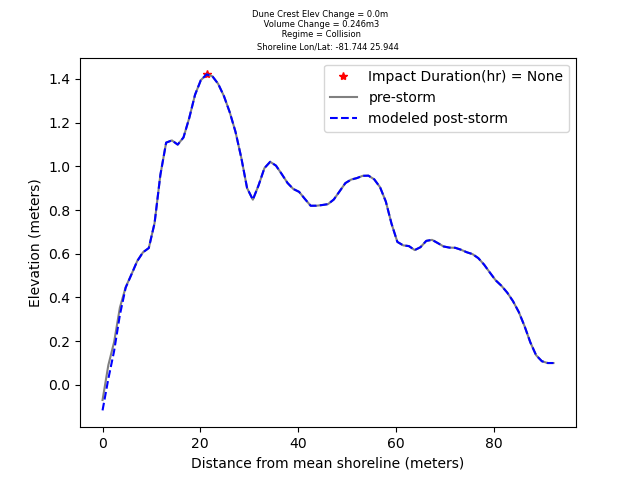 Dune Crest Elev Change = 0.0m
Volume Change = 0.246m3
Regime = Collision
Shoreline Lon/Lat: -81.744 25.944
Impact Duration(hr) = None
pre-storm
modeled post-storm
1.4
1.2
1.0
0.8
0.6
0.4
0.2
0.0
Elevation (meters)
0 20 40 60 80
Distance from mean shoreline (meters)